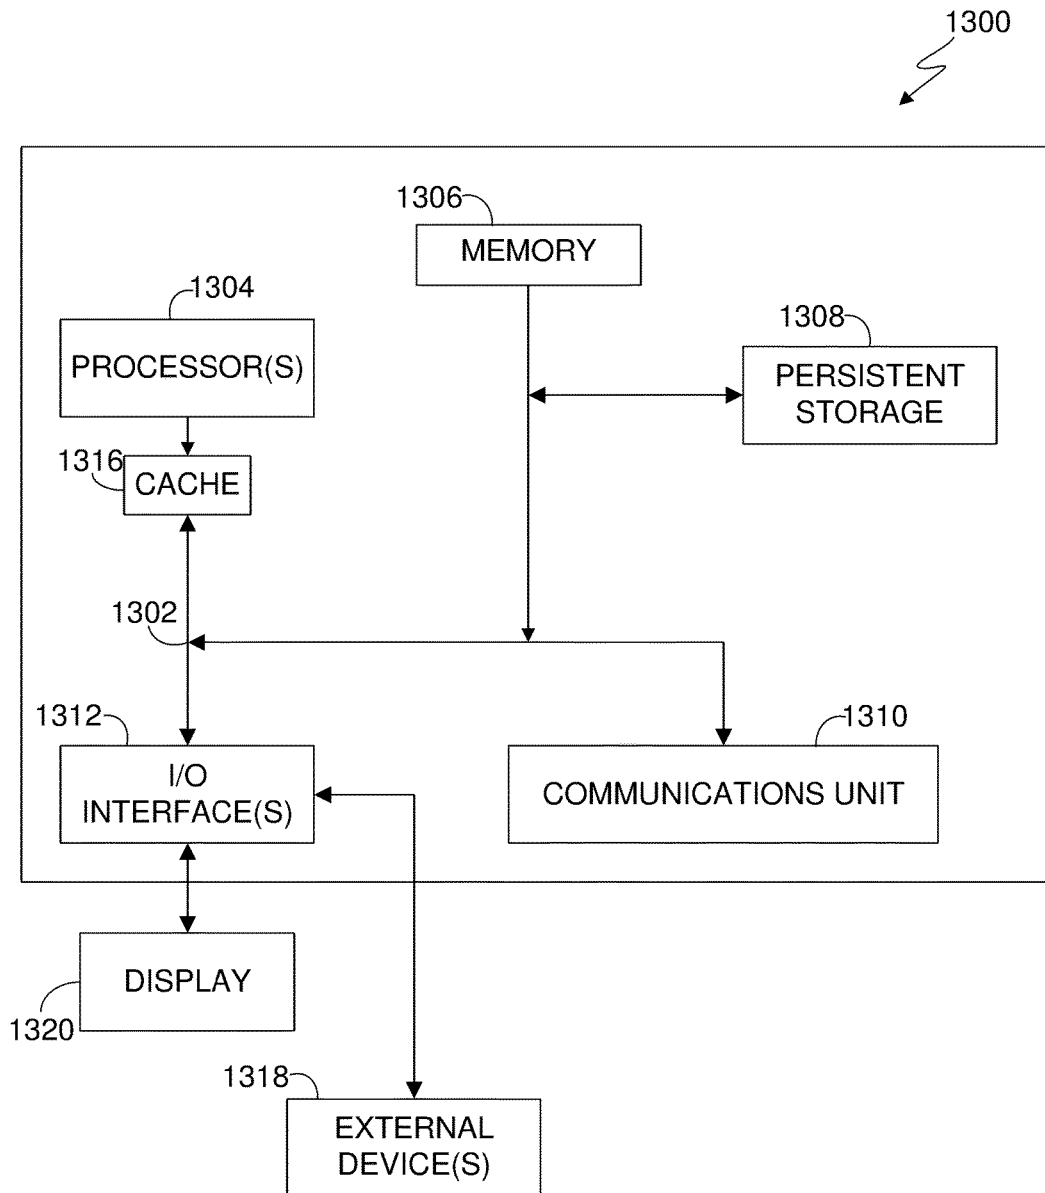 1300
1306
MEMORY
1304
PROCESSOR(S)
1308
PERSISTENT
STORAGE
1316
CACHE
1302
1312
I/O
INTERFACE(S)
1310
COMMUNICATIONS UNIT
DISPLAY
1320
1318
EXTERNAL
DEVICE(S)